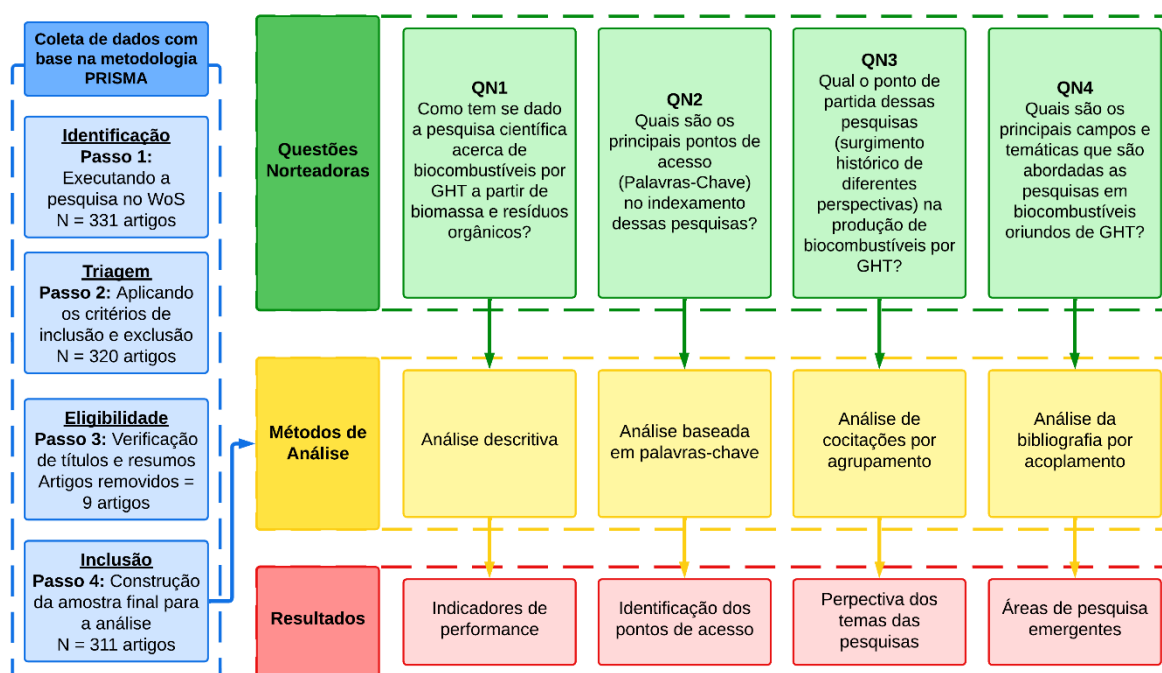 Coleta de dados com
base na metodologia
PRISMA
Identificação
Passo 1:
Executando a
pesquisa no WoS
N = 331 artigos
Triagem
Passo 2: Aplicando
os critérios de
inclusão e exclusão
N = 320 artigos
Eligibilidade
Passo 3: Verificação
de títulos e resumos
Artigos removidos =
9 artigos
Inclusão
Passo 4: Construção
da amostra final para
a análise
N = 311 artigos
Questões
Norteadoras
QN1
Como tem se dado
a pesquisa científica
acerca de
biocombustíveis por
GHT a partir de
biomassa e resíduos
orgânicos?
QN2
Quais são os
principais pontos de
acesso
(Palavras-Chave)
no indexamento
dessas pesquisas?
QN3
Qual o ponto de
partida dessas
pesquisas
(surgimento
histórico de
diferentes
perspectivas) na
produção de
biocombustíveis por
GHT?
QN4
Quais são os
principais campos e
temáticas que são
abordadas as
pesquisas em
biocombustíveis
oriundos de GHT?
Métodos de
Análise
Análise descritiva
Análise baseada
em palavras-chave
Análise de
cocitações por
agrupamento
Análise da
bibliografia por
acoplamento
Resultados
Indicadores de
performance
Identificação dos
pontos de acesso
Perpectiva dos
temas das
pesquisas
Áreas de pesquisa
emergentes